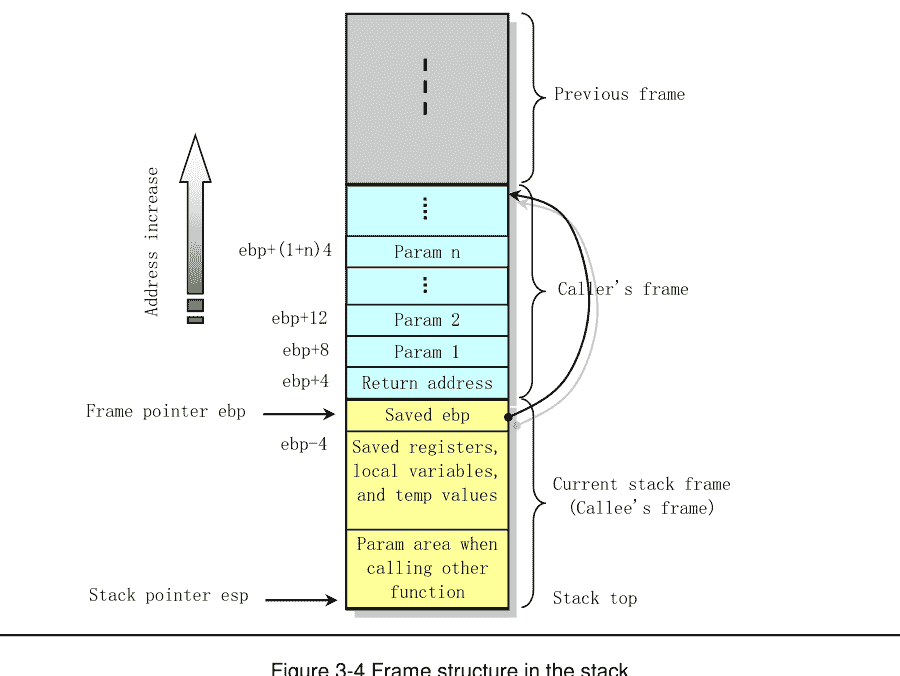 Previous frame
Address increase
ebp+(1+n)4
Param n
Caller's frame
ebp+12
Param 2
ebp+8
Param 1
ebp+4
Return address
Frame pointer ebp
Saved ebp
ebp-4
Saved registers,
local variables,
and temp values
Current stack frame
(Callee's frame)
Param area when
calling other
function
Stack pointer esp
Stack top
Figure 3-4 Frame structure in the stack